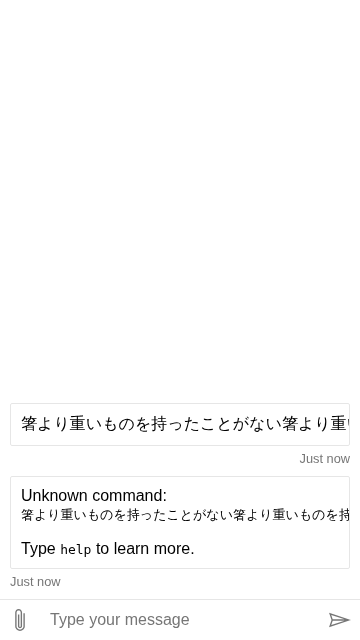 箸より重いものを持ったことがない箸より重
Just now
Unknown command:
箸より重いものを持ったことがない箸より重いものを持
Type help to learn more.
Just now
Type your message